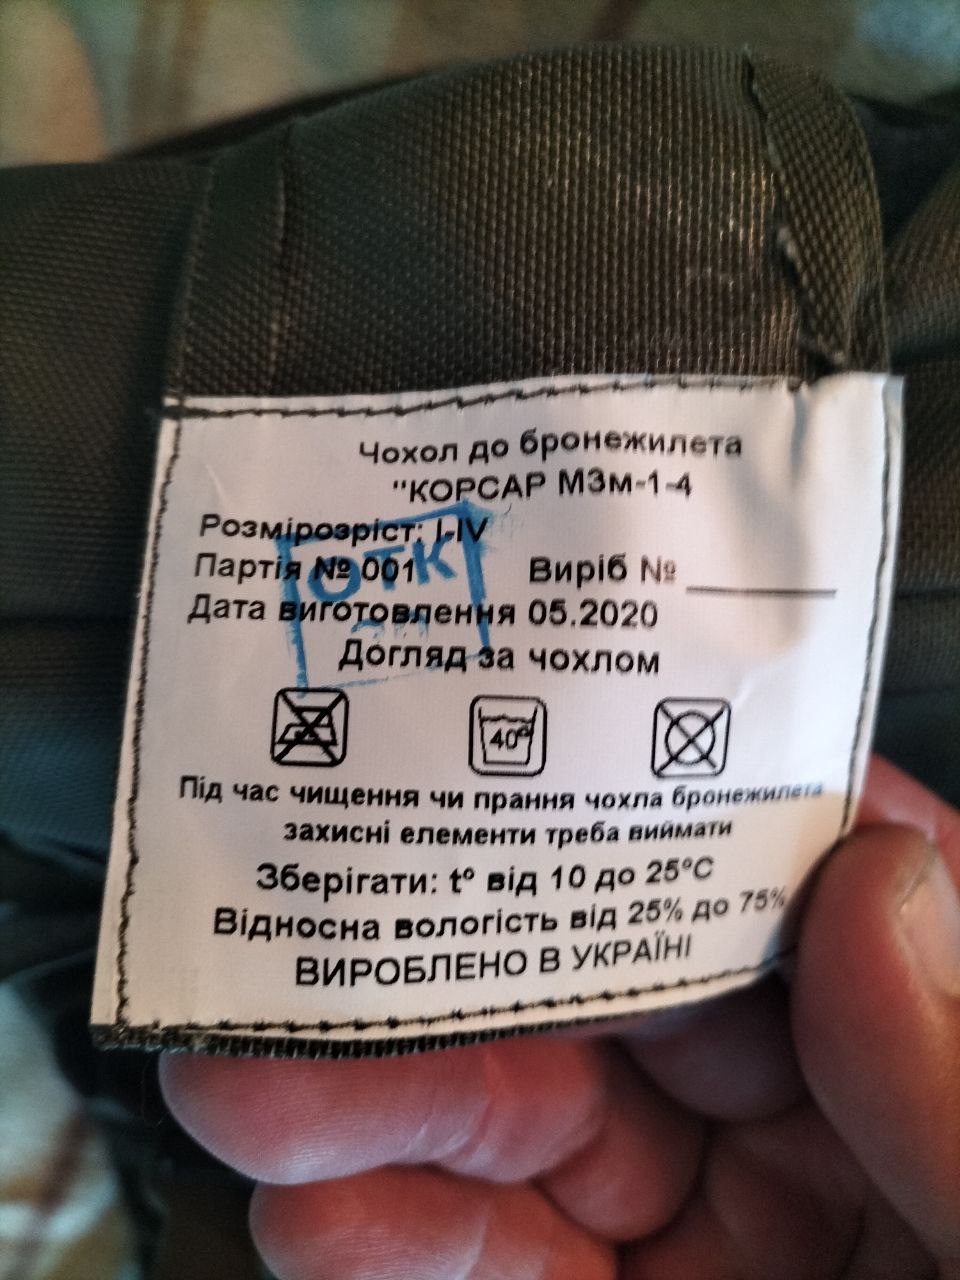 Чохол до бронежилета
"КОРСАР М3м-1-4
Розмірозріст: I-IV
Партія № 001 Виріб № ______
ОТК
Дата виготовлення 05.2020
Догляд за чохлом
40°
Під час чищення чи прання чохла бронежилета
захисні елементи треба виймати
Зберігати: t° від 10 до 25°С
Відносна вологість від 25% до 75%
ВИРОБЛЕНО В УКРАЇНІ